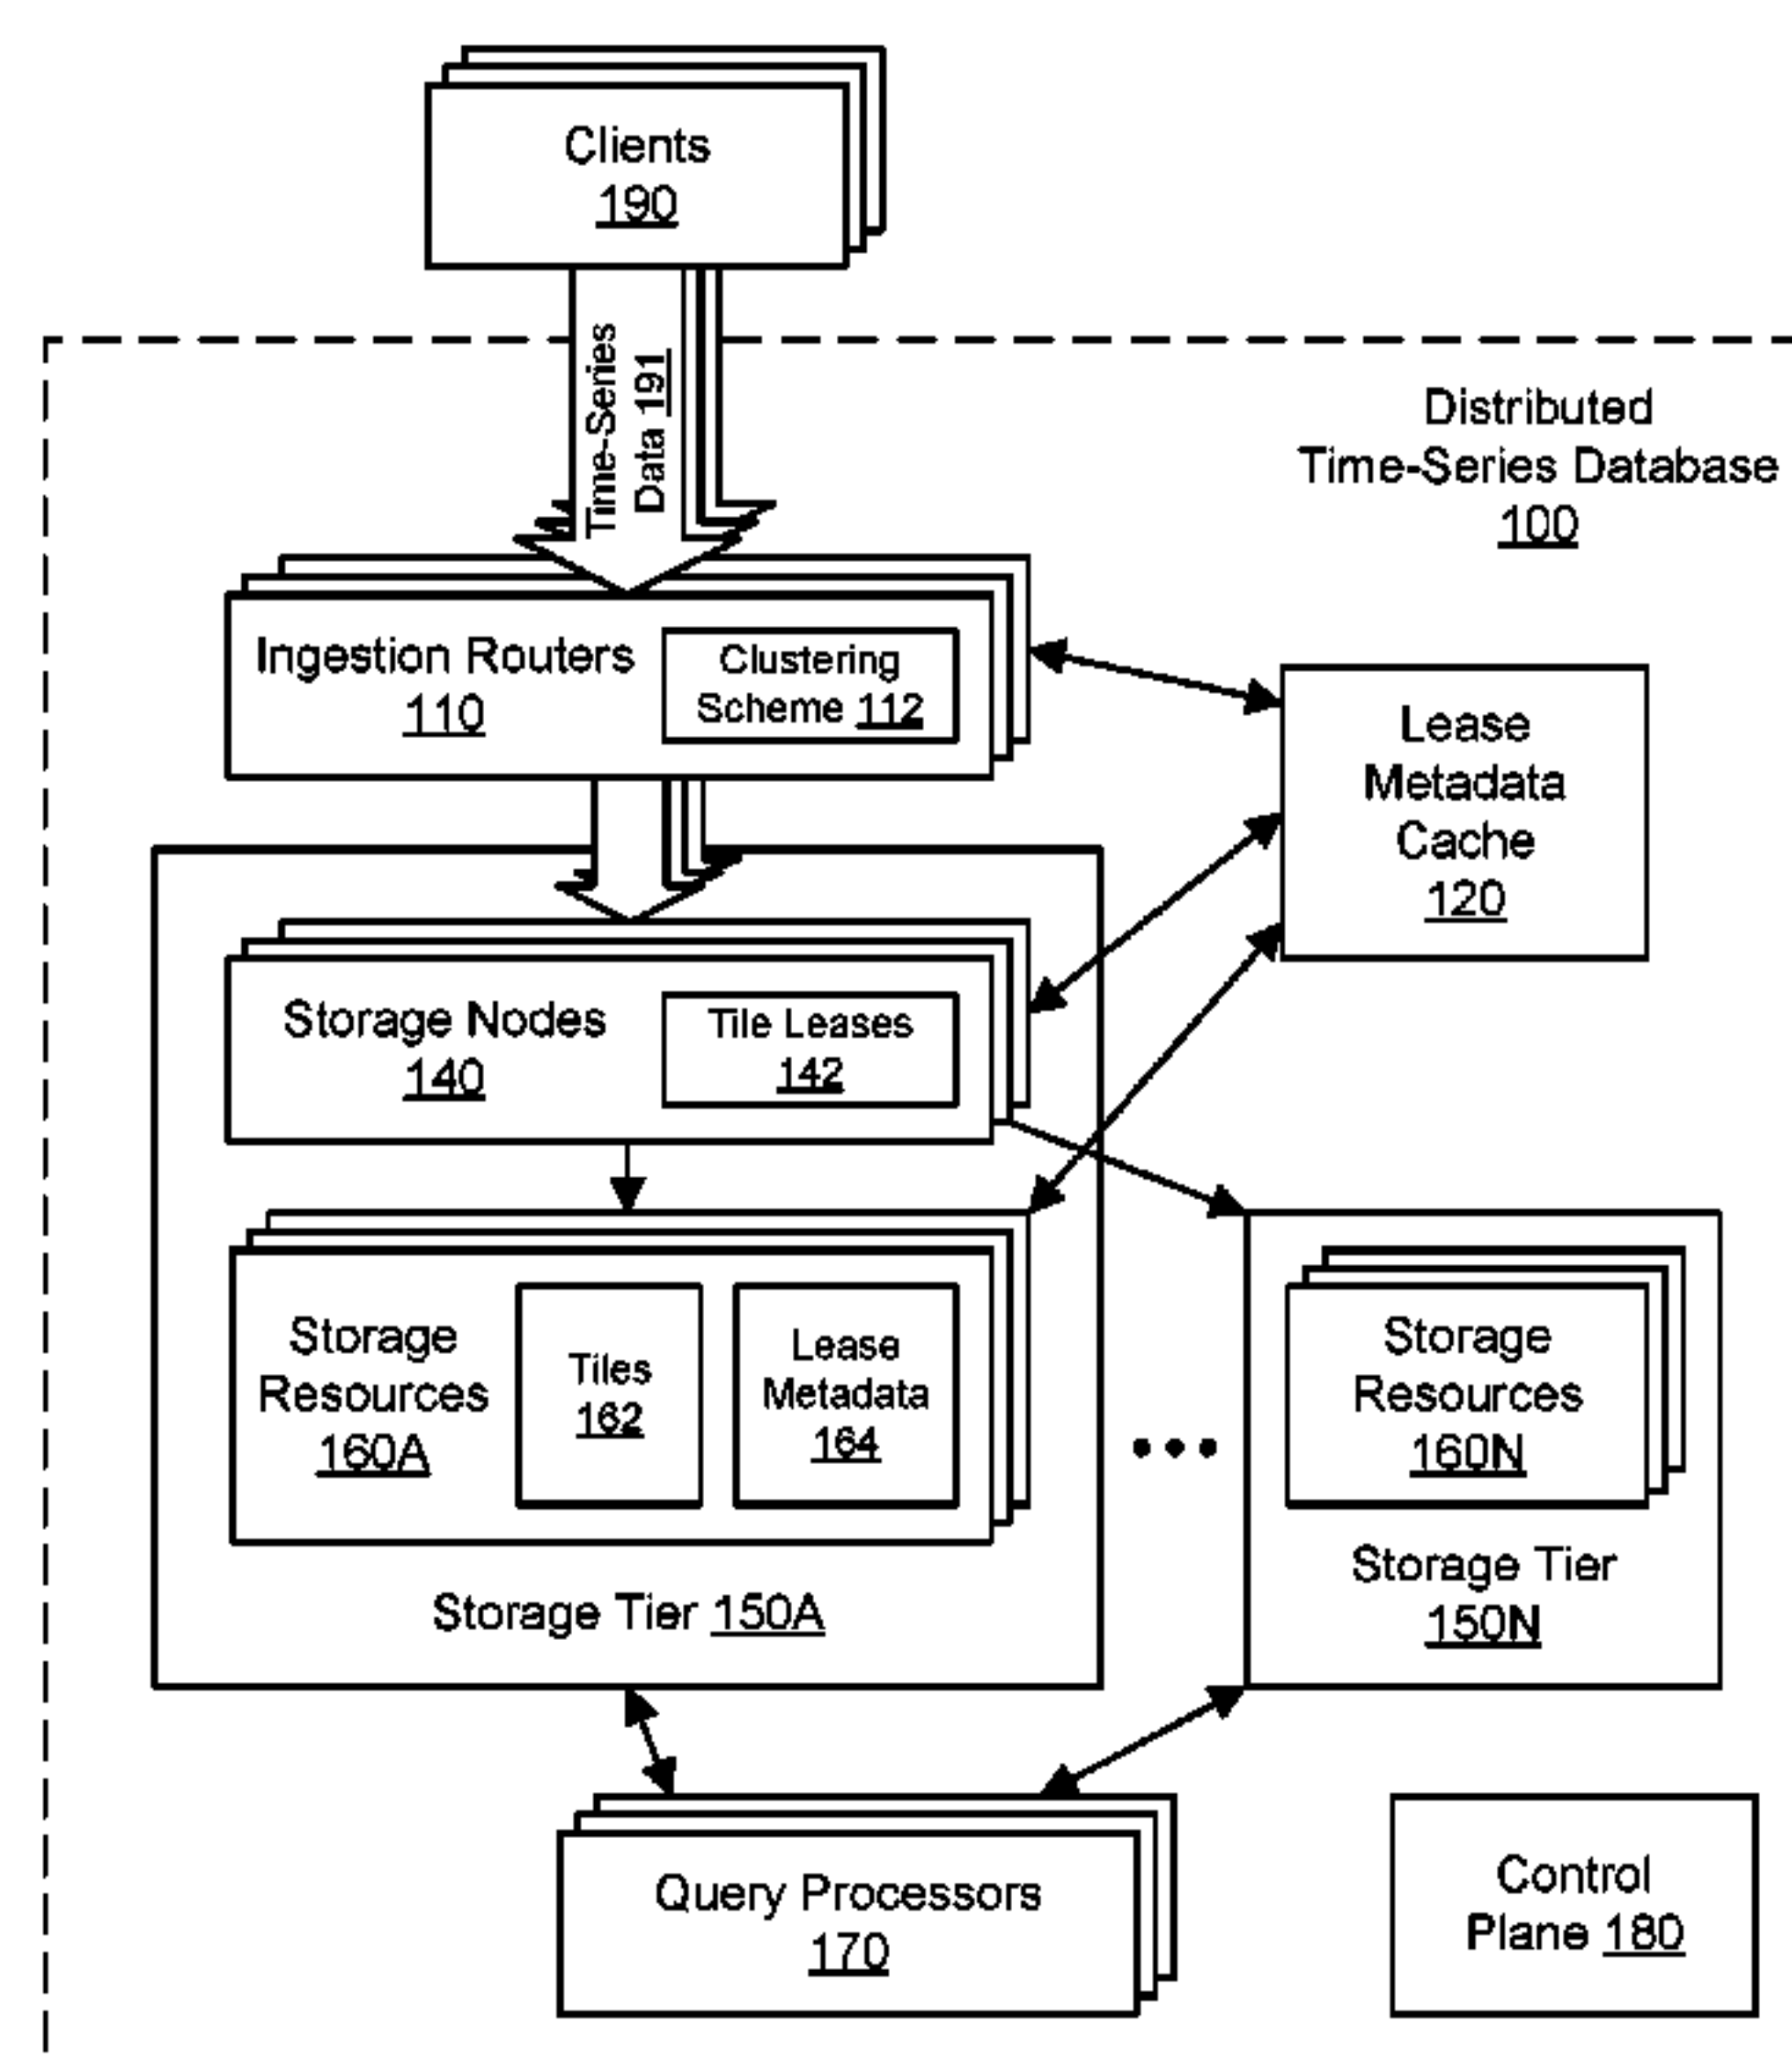 Clients
190
Time-Series
Data 191
Distributed
Time-Series Database
100
Ingestion Routers
110
Clustering
Scheme 112
Lease
Metadata
Cache
120
Storage Nodes
140
Tile Leases
142
Storage
Resources
160A
Tiles
162
Lease
Metadata
164
Storage Tier 150A
Storage
Resources
160N
Storage Tier
150N
Query Processors
170
Control
Plane 180